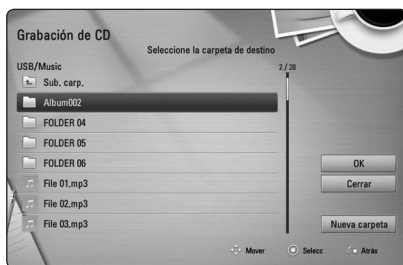 Grabación de CD
Seleccione la carpeta de destino
USB/Music
2 / 28
Sub. carp.
Album002
FOLDER 04
FOLDER 05
FOLDER 06
File 01.mp3
File 02.mp3
File 03.mp3
OK
Cerrar
Nueva carpeta
Mover
Selecc
Atrás